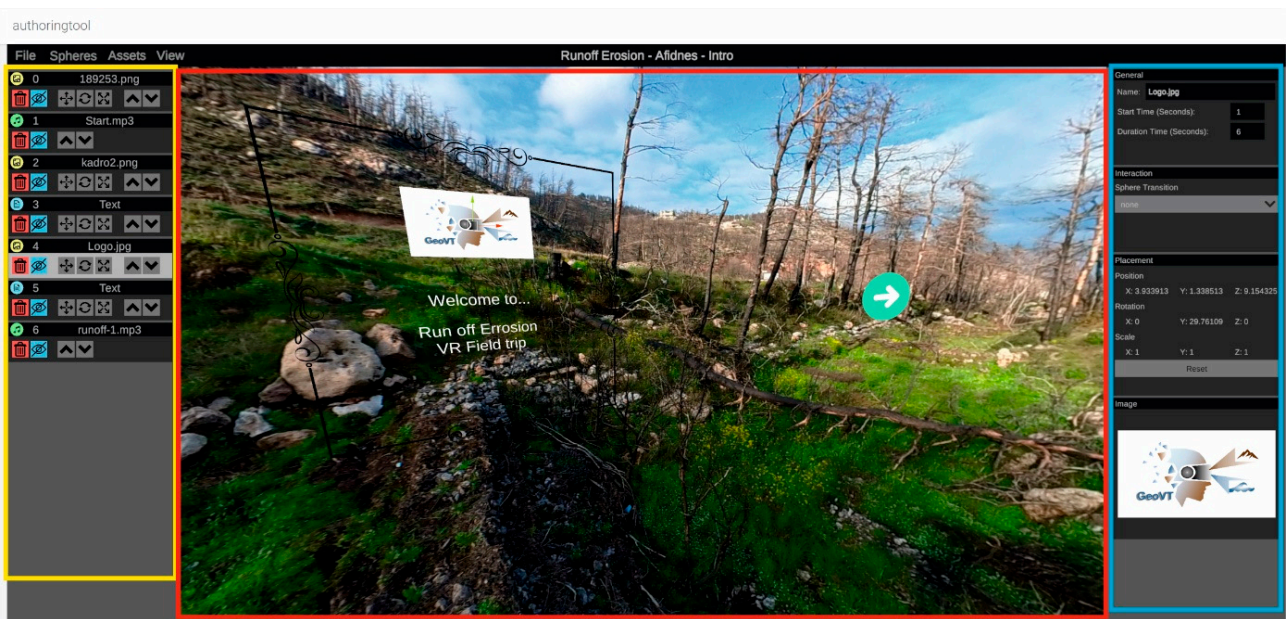 authoringtool
File Spheres Assets View
Runoff Erosion - Afidnes - Intro
0 189253.png
1 Start.mp3
2 kadro2.png
3 Text
4 Logo.jpg
5 Text
6 runoff-1.mp3
GeoVT
Welcome to...
Run off Errosion
VR Field trip
General
Name: Logo.jpg
Start Time (Seconds): 1
Duration Time (Seconds): 6
Interaction
Sphere Transition
none
Placement
Position
X: 3.933913 Y: 1.338513 Z: 9.154325
Rotation
X: 0 Y: 29.76109 Z: 0
Scale
X: 1 Y: 1 Z: 1
Reset
Image
GeoVT